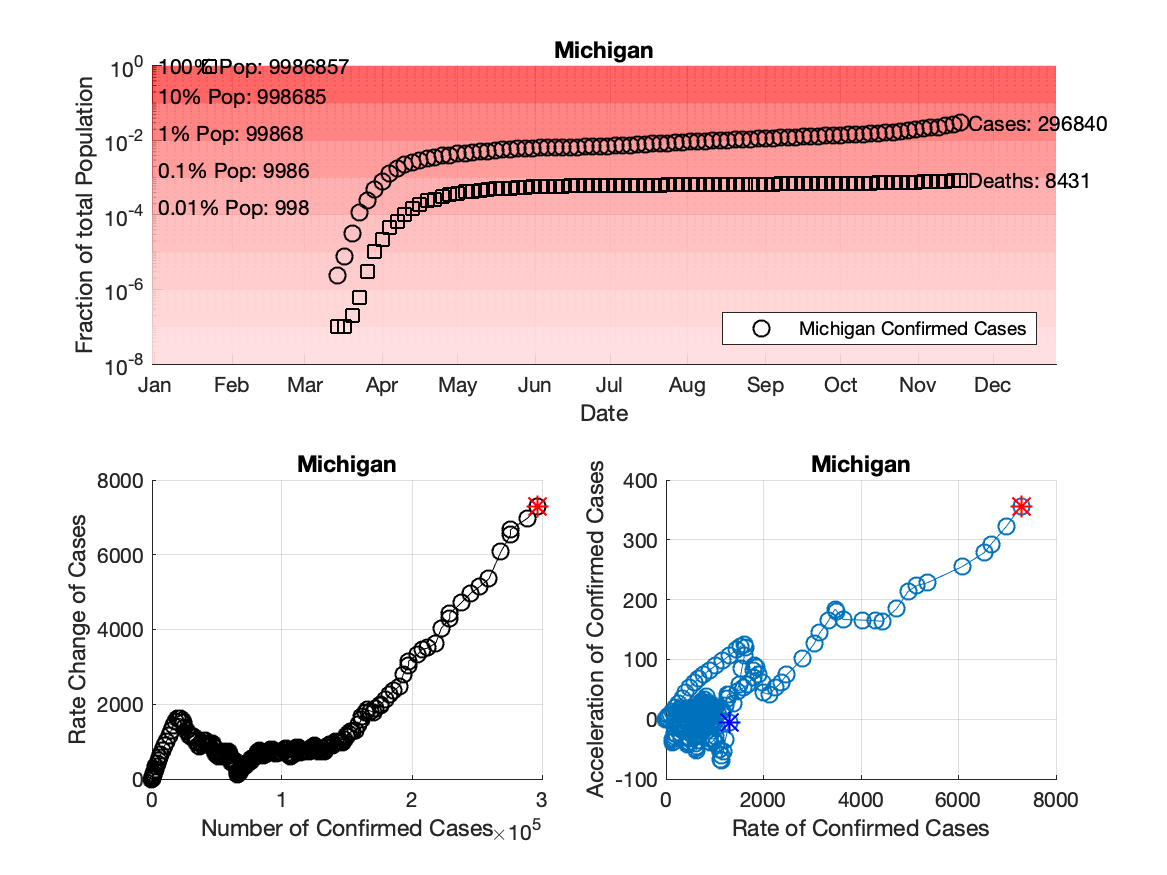 Michigan
Fraction of total Population
10^0
10^-2
10^-4
10^-6
10^-8
100% Pop: 9986857
10% Pop: 998685
1% Pop: 99868
0.1% Pop: 9986
0.01% Pop: 998
Cases: 296840
Deaths: 8431
Michigan Confirmed Cases
Jan Feb Mar Apr May Jun Jul Aug Sep Oct Nov Dec
Date
Michigan
Rate Change of Cases
8000
6000
4000
2000
0
0 1 2 3
Number of Confirmed Cases ×10^5
Michigan
Acceleration of Confirmed Cases
400
300
200
100
0
-100
0 2000 4000 6000 8000
Rate of Confirmed Cases